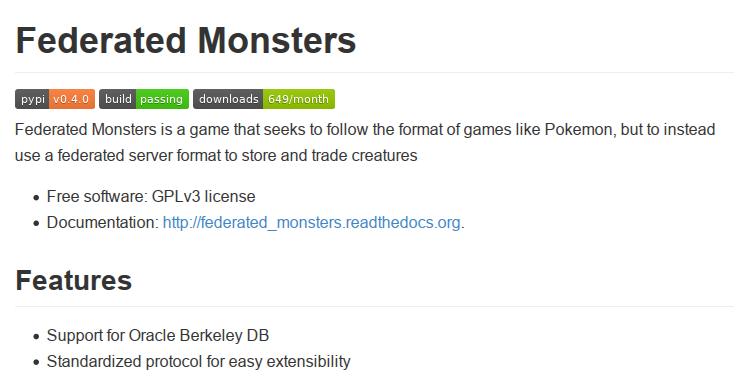 Federated Monsters
pypi v0.4.0 build passing downloads 649/month
Federated Monsters is a game that seeks to follow the format of games like Pokemon, but to instead
use a federated server format to store and trade creatures
• Free software: GPLv3 license
• Documentation: http://federated_monsters.readthedocs.org.
Features
• Support for Oracle Berkeley DB
• Standardized protocol for easy extensibility